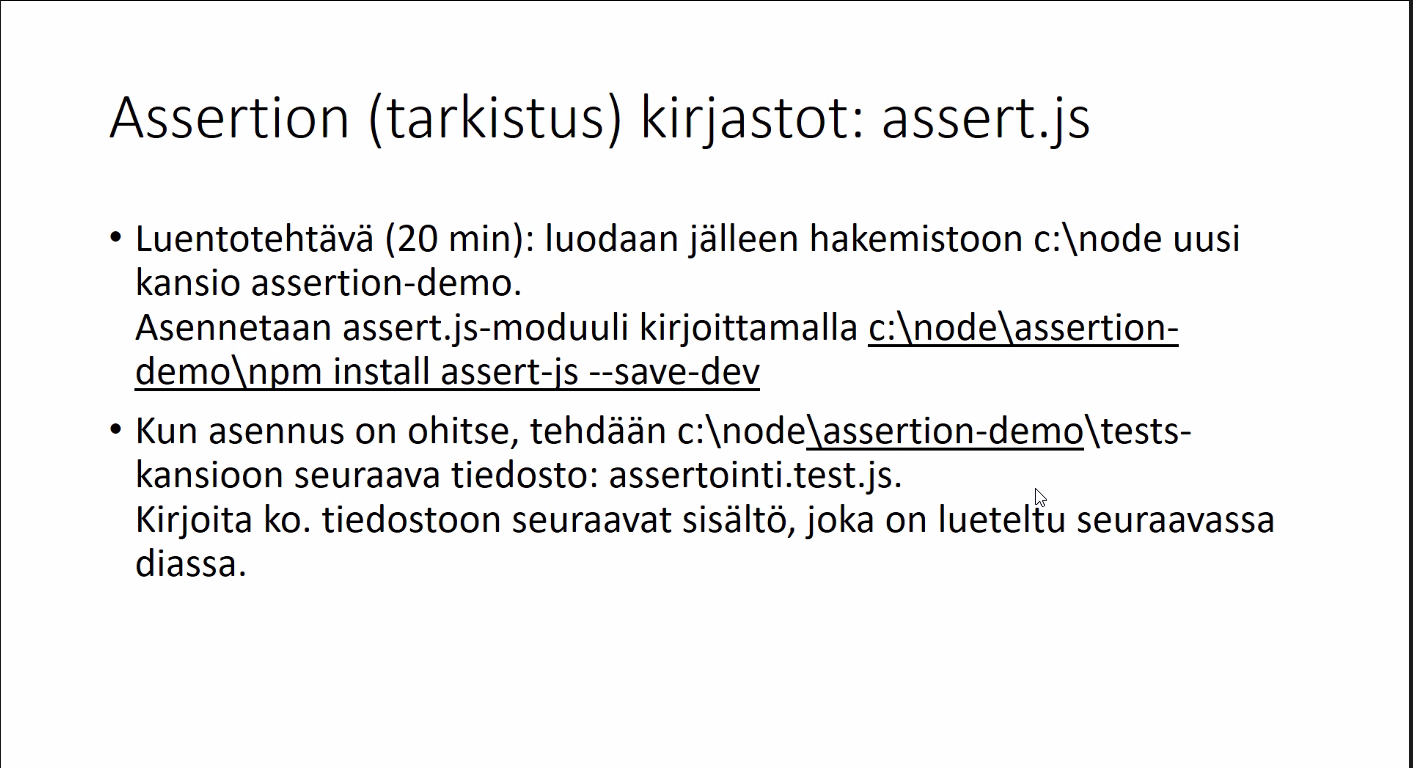 Assertion (tarkistus) kirjastot: assert.js
• Luentotehtävä (20 min): luodaan jälleen hakemistoon c:\node uusi
kansio assertion-demo.
Asennetaan assert.js-moduuli kirjoittamalla c:\node\assertion-
demo\npm install assert-js --save-dev
• Kun asennus on ohitse, tehdään c:\node\assertion-demo\tests-
kansioon seuraava tiedosto: assertointi.test.js.
Kirjoita ko. tiedostoon seuraavat sisältö, joka on lueteltu seuraavassa
diassa.